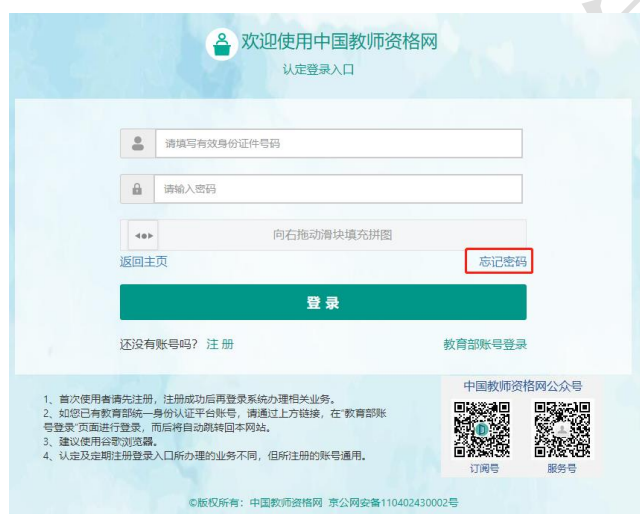 欢迎使用中国教师资格网
认定登录入口
请填写有效身份证件号码
请输入密码
向右拖动滑块填充拼图
返回主页 忘记密码
登 录
还没有账号吗？ 注 册 教育部账号登录
中国教师资格网公众号
1、首次使用者请先注册，注册成功后再登录系统办理相关业务。
2、如您已有教育部统一身份认证平台账号，请通过上方链接，在“教育部账
号登录”页面进行登录，而后将自动跳转回本网站。
3、建议使用谷歌浏览器。
4、认定及定期注册登录入口所办理的业务不同，但所注册的账号通用。
订阅号 服务号
©版权所有：中国教师资格网 京公网安备110402430002号